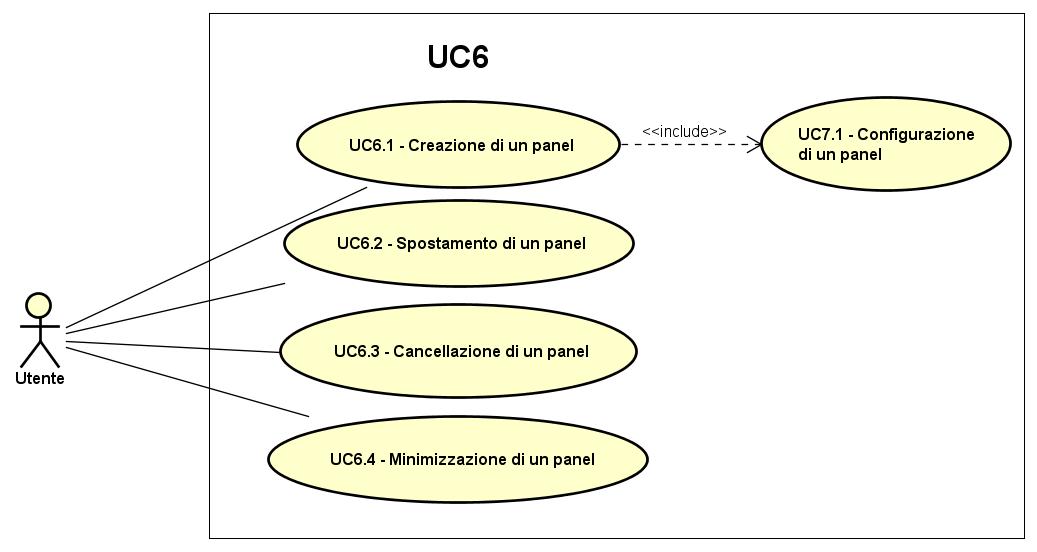 UC6
UC6.1 - Creazione di un panel
<<include>>
UC7.1 - Configurazione
di un panel
UC6.2 - Spostamento di un panel
UC6.3 - Cancellazione di un panel
Utente
UC6.4 - Minimizzazione di un panel